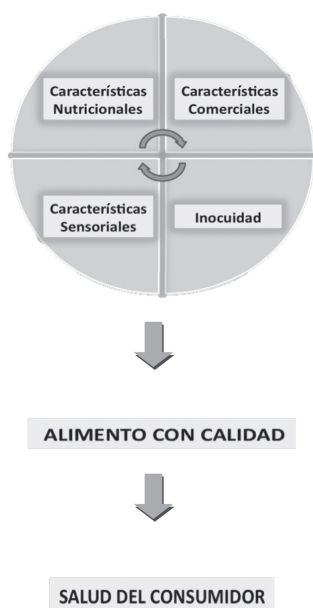 Características
Nutricionales
Características
Comerciales
Características
Sensoriales
Inocuidad
ALIMENTO CON CALIDAD
SALUD DEL CONSUMIDOR